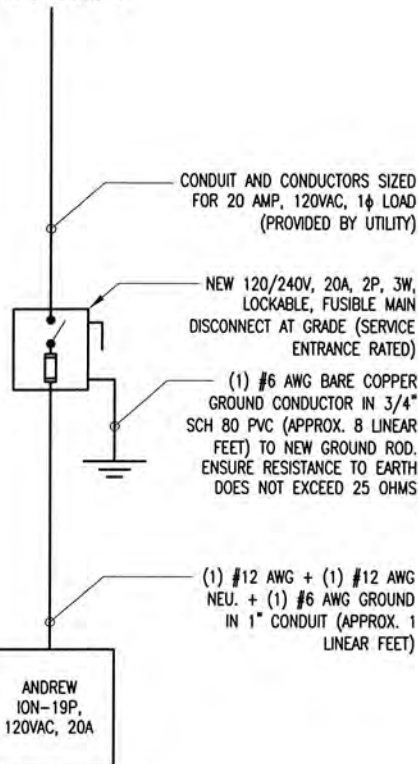 CONDUIT AND CONDUCTORS SIZED
FOR 20 AMP, 120VAC, 1ϕ LOAD
(PROVIDED BY UTILITY)
NEW 120/240V, 20A, 2P, 3W,
LOCKABLE, FUSIBLE MAIN
DISCONNECT AT GRADE (SERVICE
ENTRANCE RATED)
(1) #6 AWG BARE COPPER
GROUND CONDUCTOR IN 3/4"
SCH 80 PVC (APPROX. 8 LINEAR
FEET) TO NEW GROUND ROD.
ENSURE RESISTANCE TO EARTH
DOES NOT EXCEED 25 OHMS
(1) #12 AWG + (1) #12 AWG
NEU. + (1) #6 AWG GROUND
IN 1" CONDUIT (APPROX. 1
LINEAR FEET)
ANDREW
ION-19P,
120VAC, 20A